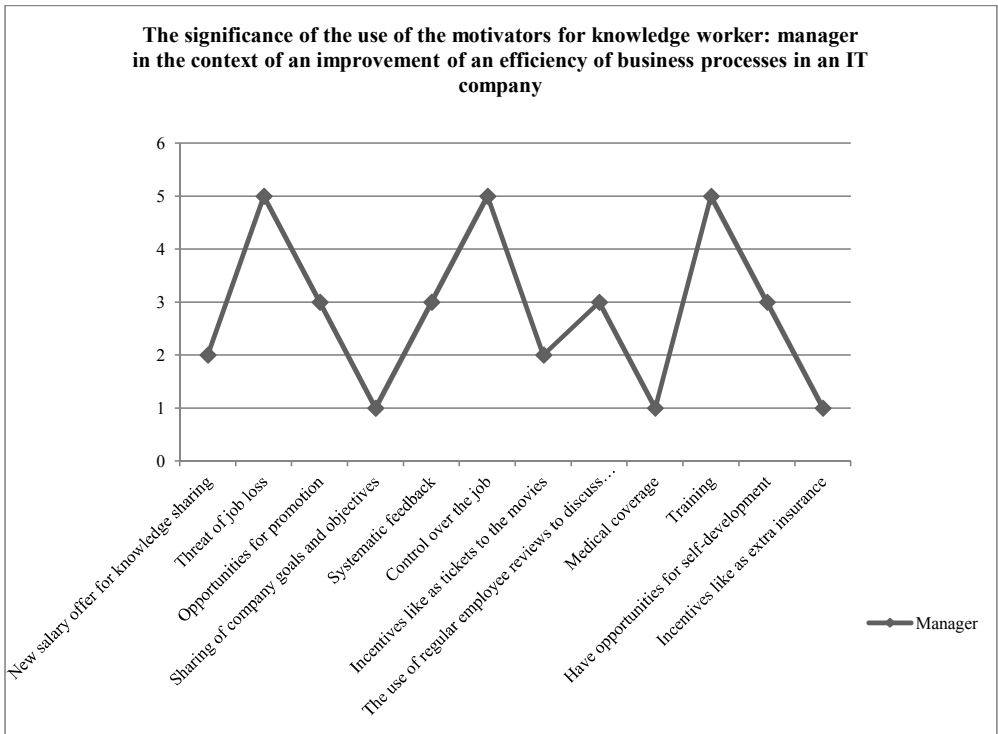 The significance of the use of the motivators for knowledge worker: manager
in the context of an improvement of an efficiency of business processes in an IT
company
6
5
4
3
2
1
0
New salary offer for knowledge sharing
Threat of job loss
Opportunities for promotion
Sharing of company goals and objectives
Systematic feedback
Control over the job
Incentives like as tickets to the movies
The use of regular employee reviews to discuss…
Medical coverage
Training
Have opportunities for self-development
Incentives like as extra insurance
Manager